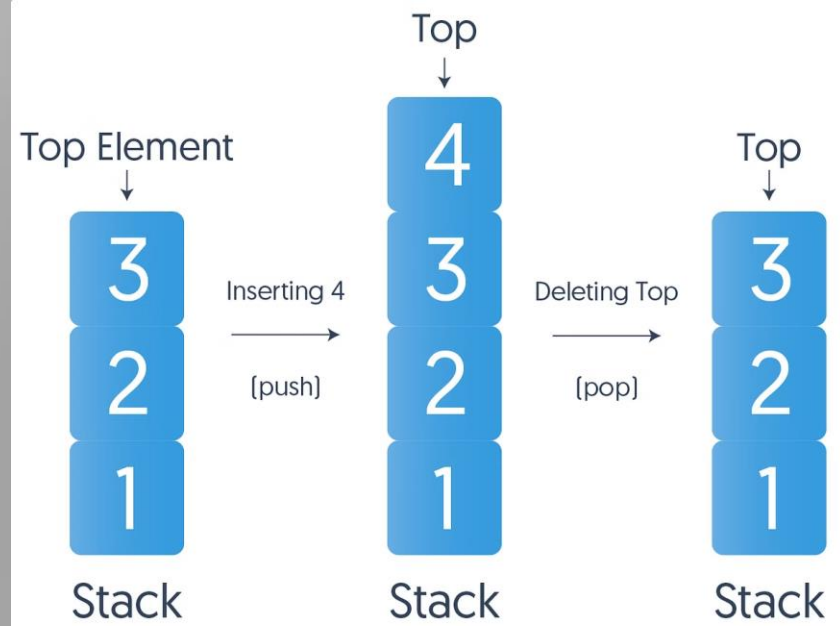 Top
Top Element
Top
4
3
3
3
Inserting 4
Deleting Top
2
2
2
(push)
(pop)
1
1
1
Stack
Stack
Stack